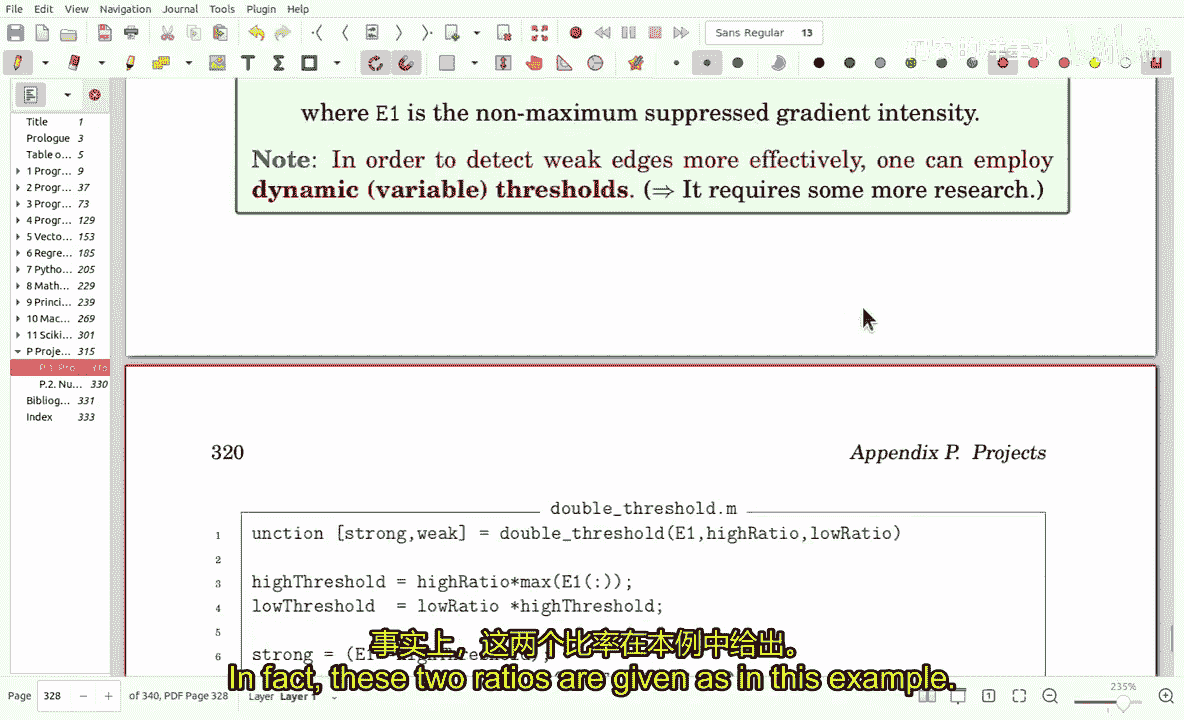 File Edit View Navigation Journal Tools Plugin Help
Sans Regular 13
Title 1
Prologue 3
Table o... 5
1 Progr... 9
2 Progr... 37
3 Progr... 73
4 Progr... 129
5 Vecto... 153
6 Regre... 185
7 Pytho... 205
8 Math... 229
9 Princi... 239
10 Mac... 269
11 Sciki... 301
P Proje... 315
P.2. Nu... 330
Bibliog... 331
Index 333
where E1 is the non-maximum suppressed gradient intensity.
Note: In order to detect weak edges more effectively, one can employ
dynamic (variable) thresholds. (⇒ It requires some more research.)
320
Appendix P. Projects
double_threshold.m
1 unction [strong,weak] = double_threshold(E1,highRatio,lowRatio)
2
3 highThreshold = highRatio*max(E1(:));
4 lowThreshold = lowRatio *highThreshold;
5
6 strong = (E1
事实上，这两个比率在本例中给出。
In fact, these two ratios are given as in this example.
Page 328 of 340, PDF Page 328 Layer Layer 1
235%